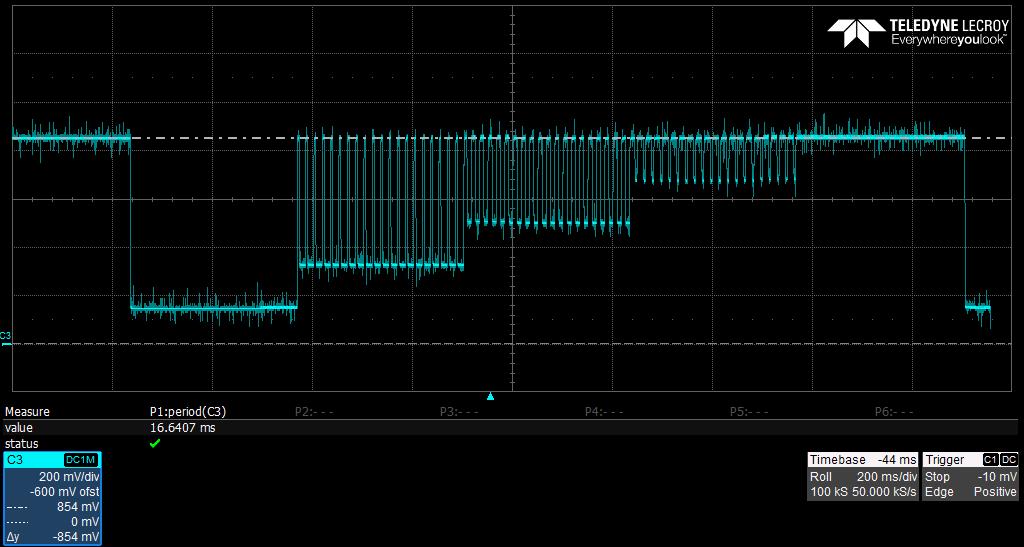 TELEDYNE LECROY
Everywhereyoulook™
C3
Measure P1:period(C3) P2:- - - P3:- - - P4:- - - P5:- - - P6:- - -
value 16.6407 ms
status
C3 DC1M
200 mV/div
-600 mV ofst
854 mV
0 mV
Δy -854 mV
Timebase -44 ms
Roll 200 ms/div
100 kS 50.000 kS/s
Trigger C1 DC
Stop -10 mV
Edge Positive